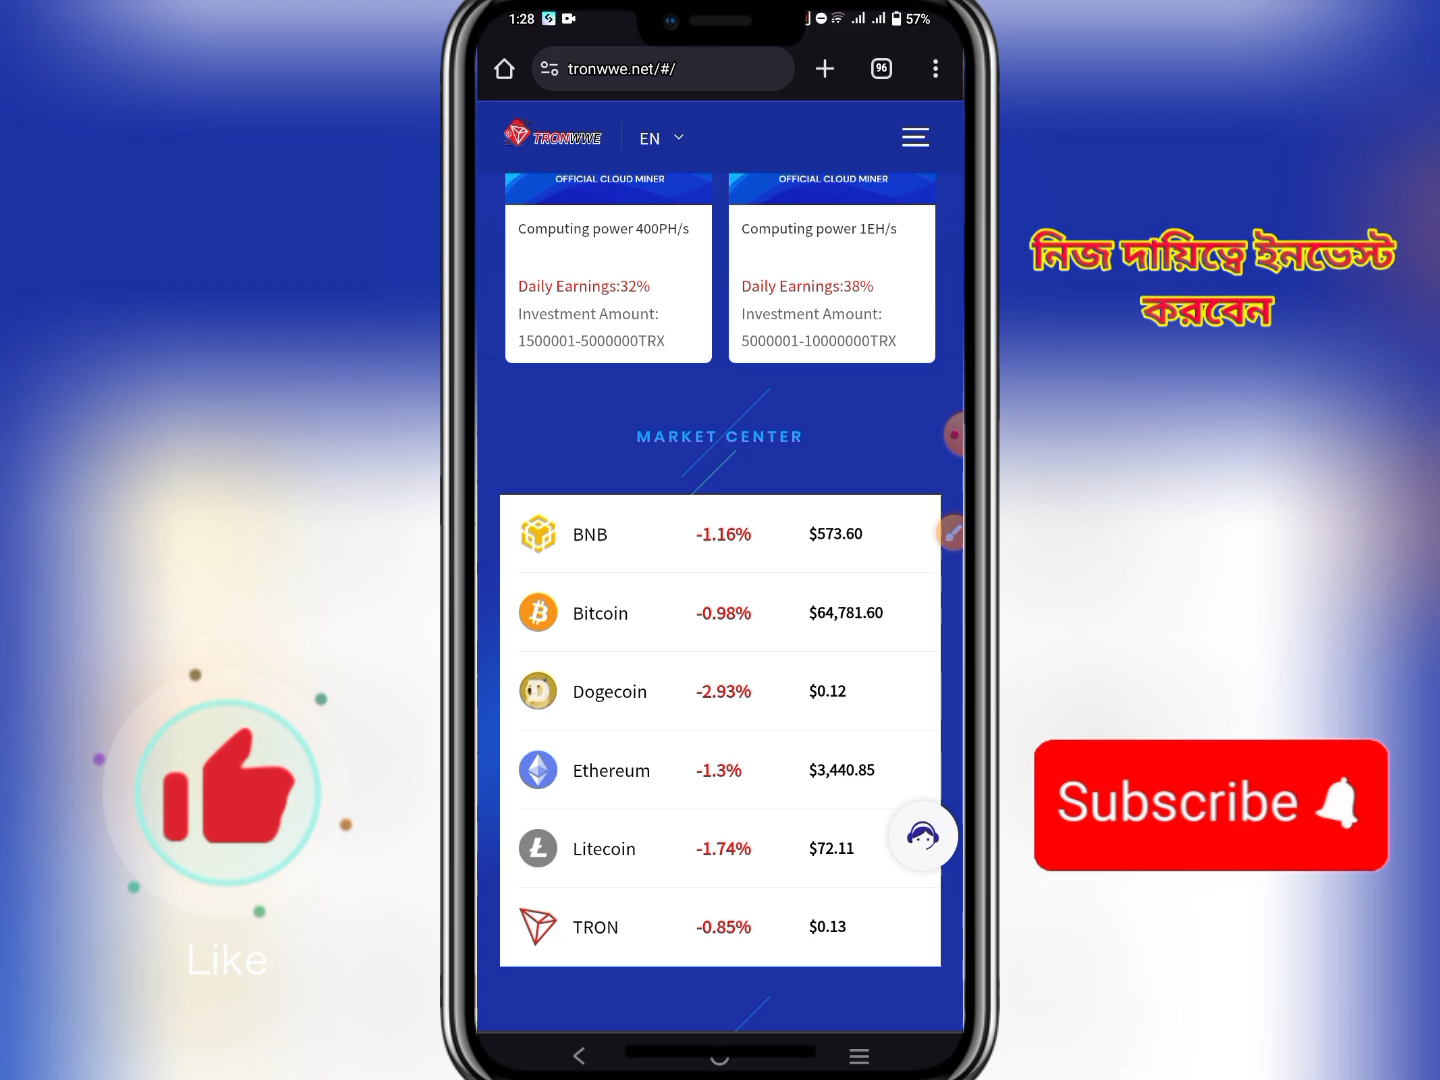 1:28
57%
tronwwe.net/#/
96
TRONWWE
EN
OFFICIAL CLOUD MINER
OFFICIAL CLOUD MINER
Computing power 400PH/s
Daily Earnings:32%
Investment Amount:
1500001-5000000TRX
Computing power 1EH/s
Daily Earnings:38%
Investment Amount:
5000001-10000000TRX
MARKET CENTER
BNB -1.16% $573.60
Bitcoin -0.98% $64,781.60
Dogecoin -2.93% $0.12
Ethereum -1.3% $3,440.85
Litecoin -1.74% $72.11
TRON -0.85% $0.13
নিজ দায়িত্বে ইনভেস্ট
করবেন
Like
Subscribe